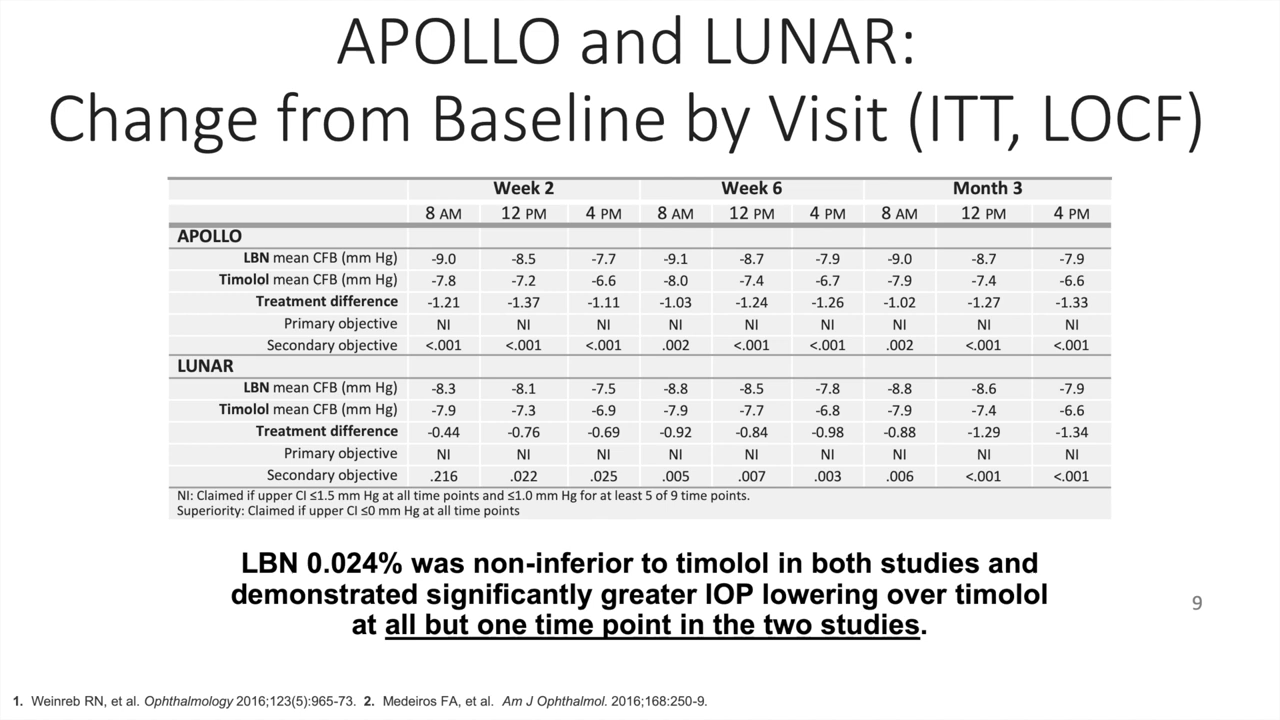 APOLLO and LUNAR:
Change from Baseline by Visit (ITT, LOCF)
Week 2 Week 6 Month 3
8 AM 12 PM 4 PM 8 AM 12 PM 4 PM 8 AM 12 PM 4 PM
APOLLO
LBN mean CFB (mm Hg) -9.0 -8.5 -7.7 -9.1 -8.7 -7.9 -9.0 -8.7 -7.9
Timolol mean CFB (mm Hg) -7.8 -7.2 -6.6 -8.0 -7.4 -6.7 -7.9 -7.4 -6.6
Treatment difference -1.21 -1.37 -1.11 -1.03 -1.24 -1.26 -1.02 -1.27 -1.33
Primary objective NI NI NI NI NI NI NI NI NI
Secondary objective <.001 <.001 <.001 .002 <.001 <.001 .002 <.001 <.001
LUNAR
LBN mean CFB (mm Hg) -8.3 -8.1 -7.5 -8.8 -8.5 -7.8 -8.8 -8.6 -7.9
Timolol mean CFB (mm Hg) -7.9 -7.3 -6.9 -7.9 -7.7 -6.8 -7.9 -7.4 -6.6
Treatment difference -0.44 -0.76 -0.69 -0.92 -0.84 -0.98 -0.88 -1.29 -1.34
Primary objective NI NI NI NI NI NI NI NI NI
Secondary objective .216 .022 .025 .005 .007 .003 .006 <.001 <.001
NI: Claimed if upper CI ≤1.5 mm Hg at all time points and ≤1.0 mm Hg for at least 5 of 9 time points.
Superiority: Claimed if upper CI ≤0 mm Hg at all time points
LBN 0.024% was non-inferior to timolol in both studies and
demonstrated significantly greater IOP lowering over timolol
at all but one time point in the two studies.
9
1. Weinreb RN, et al. Ophthalmology 2016;123(5):965-73. 2. Medeiros FA, et al. Am J Ophthalmol. 2016;168:250-9.